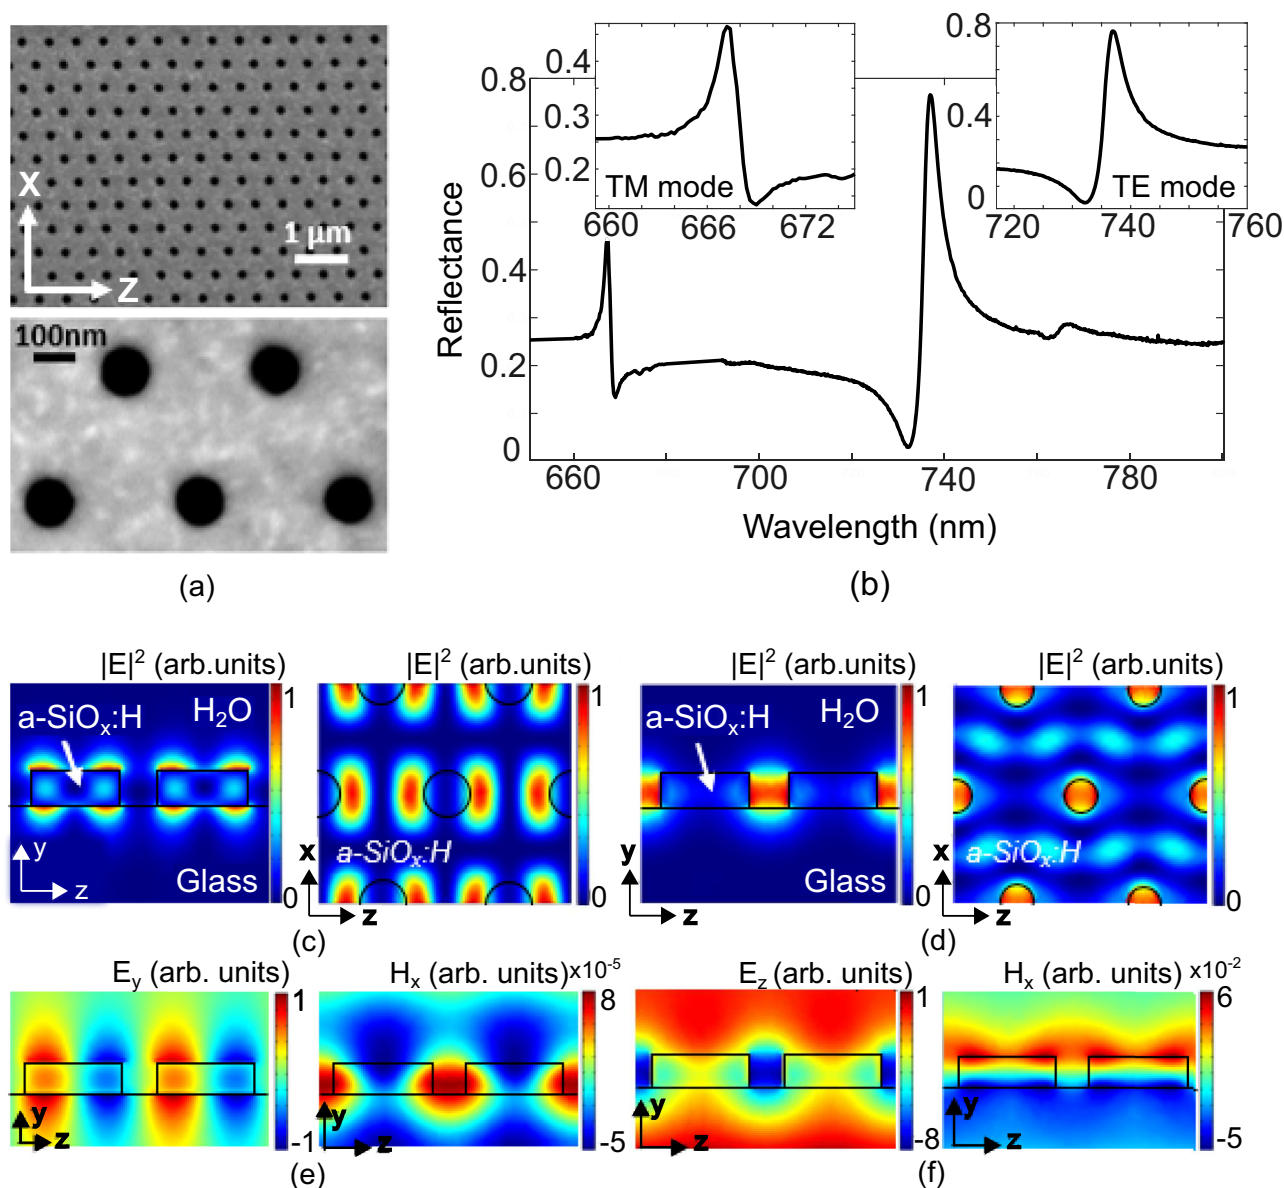 X
1 μm
Z
100nm
(a)
Reflectance
0.8
0.6
0.4
0.2
0
660
700
740
780
Wavelength (nm)
0.4
0.3
0.2
TM mode
660
666
672
0.8
0.4
0
TE mode
720
740
760
(b)
|E|² (arb.units)
1
0
H₂O
a-SiOₓ:H
y
z
Glass
|E|² (arb.units)
1
0
a-SiOₓ:H
x
z
(c)
|E|² (arb.units)
1
0
H₂O
a-SiOₓ:H
y
z
Glass
|E|² (arb.units)
1
0
a-SiOₓ:H
x
z
(d)
E_y (arb. units)
1
-1
y
z
Hₓ (arb. units) ×10⁻⁵
8
-5
y
z
(e)
E_z (arb. units)
1
-8
y
z
Hₓ (arb. units) ×10⁻²
6
-5
y
z
(f)